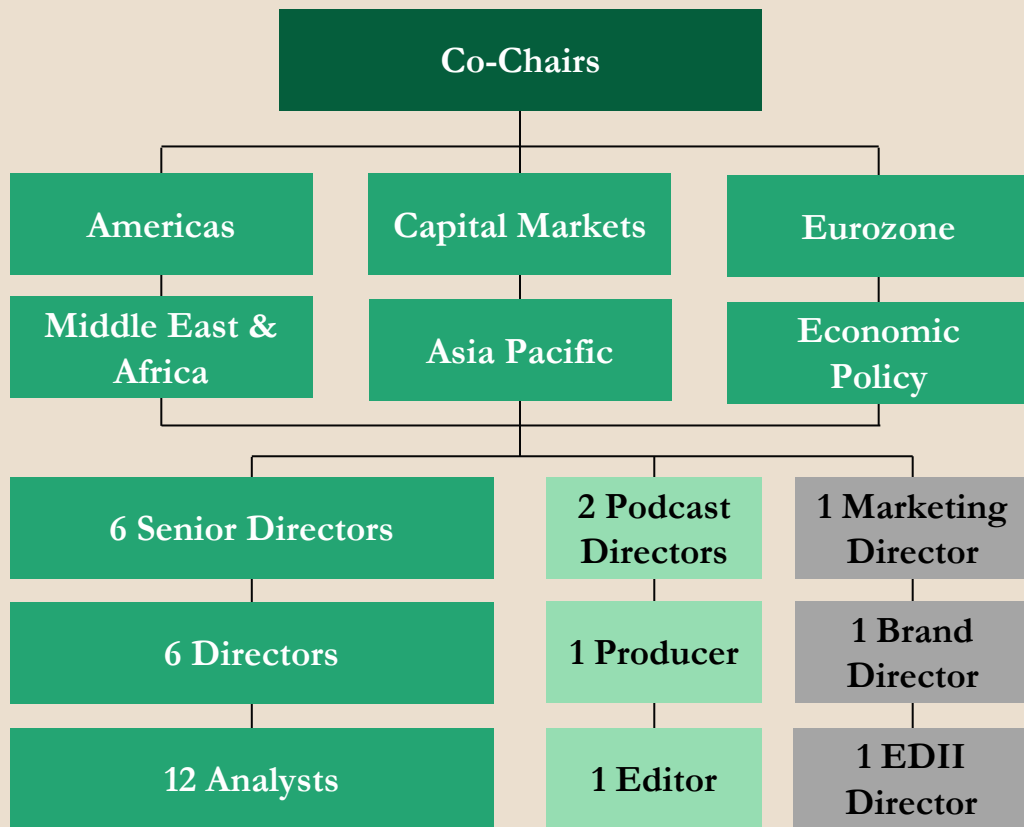 Co-Chairs
Americas
Capital Markets
Eurozone
Middle East &
Africa
Asia Pacific
Economic
Policy
6 Senior Directors
2 Podcast
Directors
1 Marketing
Director
6 Directors
1 Producer
1 Brand
Director
12 Analysts
1 Editor
1 EDII
Director